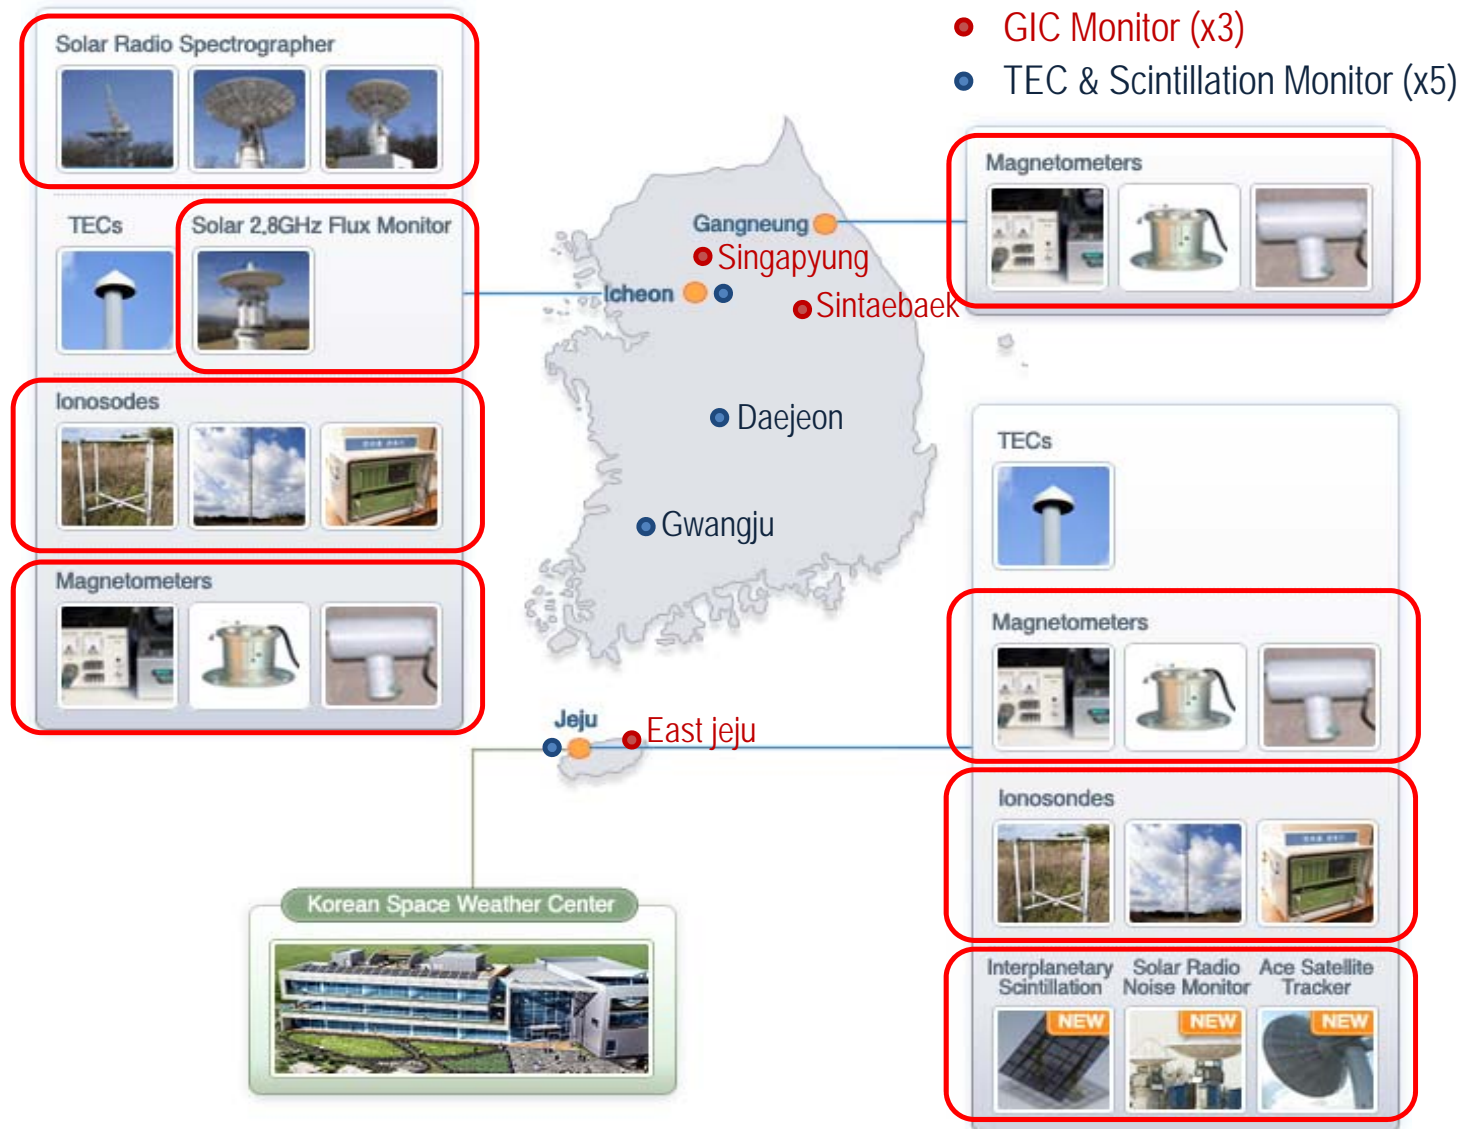 GIC Monitor (x3)
TEC & Scintillation Monitor (x5)
Solar Radio Spectrographer
TECs
Solar 2.8GHz Flux Monitor
Ionosodes
Magnetometers
Gangneung
Singapyung
Icheon
Sintaebaek
Daejeon
Gwangju
Jeju
East jeju
Korean Space Weather Center
Magnetometers
TECs
Magnetometers
Ionosondes
Interplanetary
Scintillation
Solar Radio
Noise Monitor
Ace Satellite
Tracker
NEW
NEW
NEW